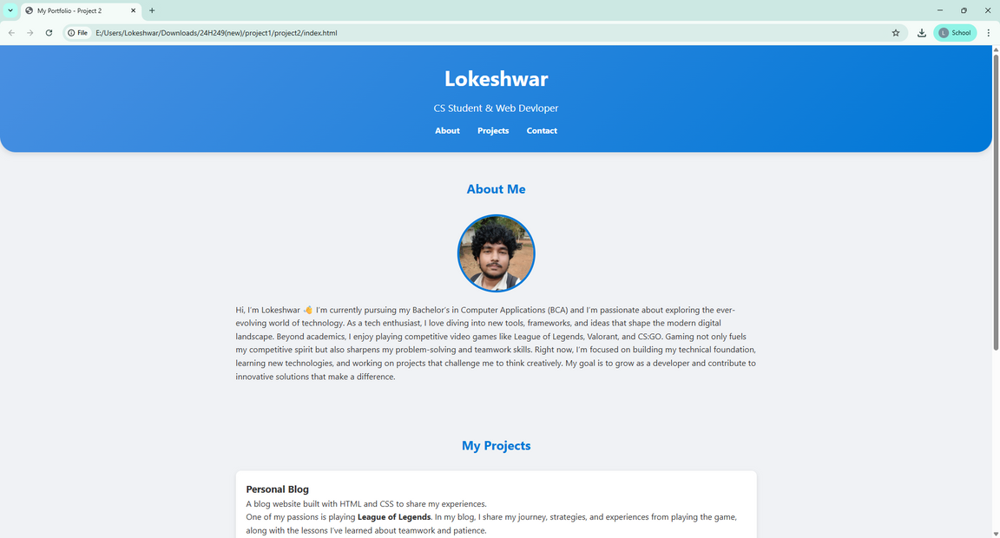 My Portfolio - Project 2
File E:/Users/Lokeshwar/Downloads/24H249(new)/project1/project2/index.html
L School
Lokeshwar
CS Student & Web Devloper
About Projects Contact
About Me
Hi, I'm Lokeshwar 👋 I'm currently pursuing my Bachelor's in Computer Applications (BCA) and I'm passionate about exploring the ever-
evolving world of technology. As a tech enthusiast, I love diving into new tools, frameworks, and ideas that shape the modern digital
landscape. Beyond academics, I enjoy playing competitive video games like League of Legends, Valorant, and CS:GO. Gaming not only fuels
my competitive spirit but also sharpens my problem-solving and teamwork skills. Right now, I'm focused on building my technical foundation,
learning new technologies, and working on projects that challenge me to think creatively. My goal is to grow as a developer and contribute to
innovative solutions that make a difference.
My Projects
Personal Blog
A blog website built with HTML and CSS to share my experiences.
One of my passions is playing League of Legends. In my blog, I share my journey, strategies, and experiences from playing the game,
along with the lessons I've learned about teamwork and patience.